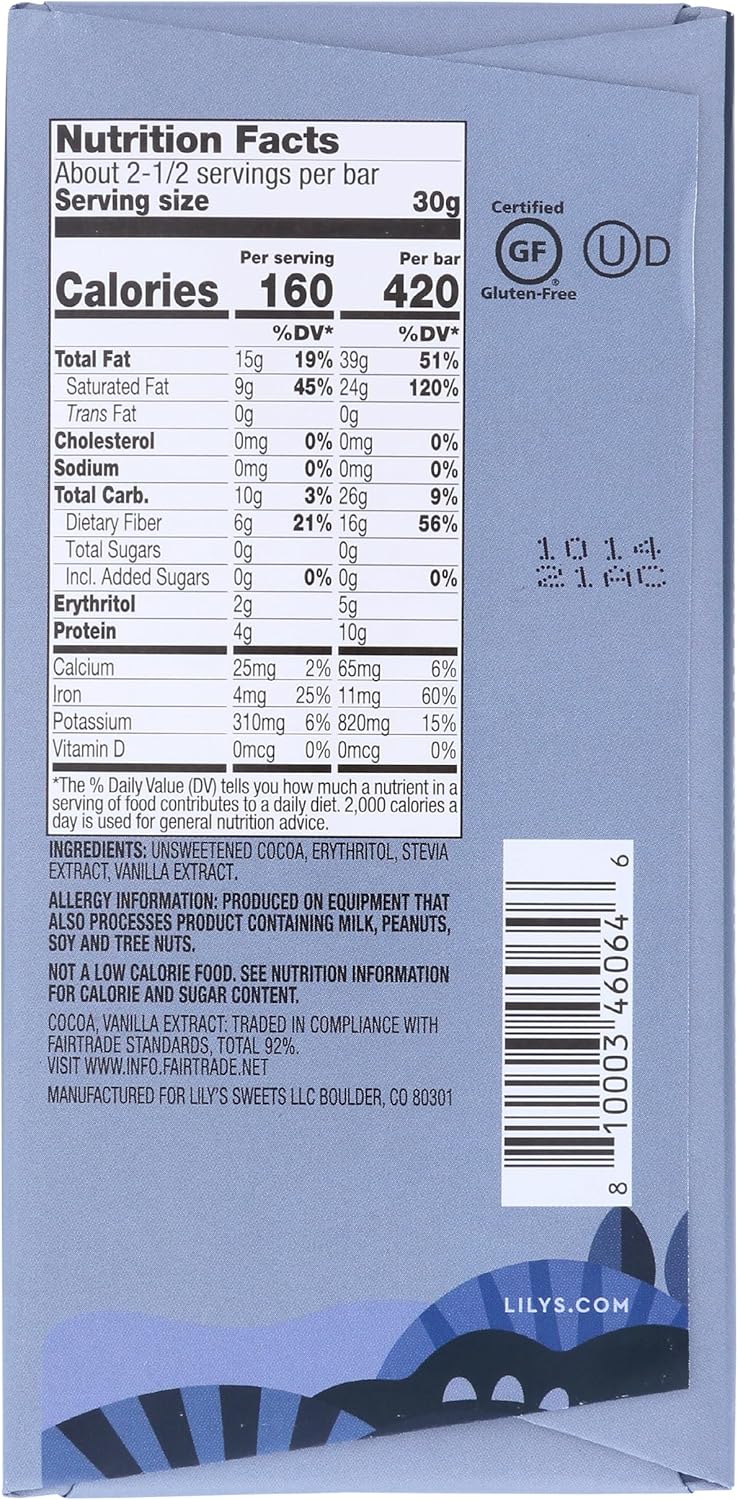 Nutrition Facts
About 2-1/2 servings per bar
Serving size 30g
Per serving Per bar
Calories 160 420
%DV* %DV*
Total Fat 15g 19% 39g 51%
Saturated Fat 9g 45% 24g 120%
Trans Fat 0g 0g
Cholesterol 0mg 0% 0mg 0%
Sodium 0mg 0% 0mg 0%
Total Carb. 10g 3% 26g 9%
Dietary Fiber 6g 21% 16g 56%
Total Sugars 0g 0g
Incl. Added Sugars 0g 0% 0g 0%
Erythritol 2g 5g
Protein 4g 10g
Calcium 25mg 2% 65mg 6%
Iron 4mg 25% 11mg 60%
Potassium 310mg 6% 820mg 15%
Vitamin D 0mcg 0% 0mcg 0%
*The % Daily Value (DV) tells you how much a nutrient in a
serving of food contributes to a daily diet. 2,000 calories a
day is used for general nutrition advice.
INGREDIENTS: UNSWEETENED COCOA, ERYTHRITOL, STEVIA
EXTRACT, VANILLA EXTRACT.
ALLERGY INFORMATION: PRODUCED ON EQUIPMENT THAT
ALSO PROCESSES PRODUCT CONTAINING MILK, PEANUTS,
SOY AND TREE NUTS.
NOT A LOW CALORIE FOOD. SEE NUTRITION INFORMATION
FOR CALORIE AND SUGAR CONTENT.
COCOA, VANILLA EXTRACT: TRADED IN COMPLIANCE WITH
FAIRTRADE STANDARDS, TOTAL 92%.
VISIT WWW.INFO.FAIRTRADE.NET
MANUFACTURED FOR LILY'S SWEETS LLC BOULDER, CO 80301
Certified
GF®
Gluten-Free
U D
1014
21AC
8 10003 46064 6
LILYS.COM